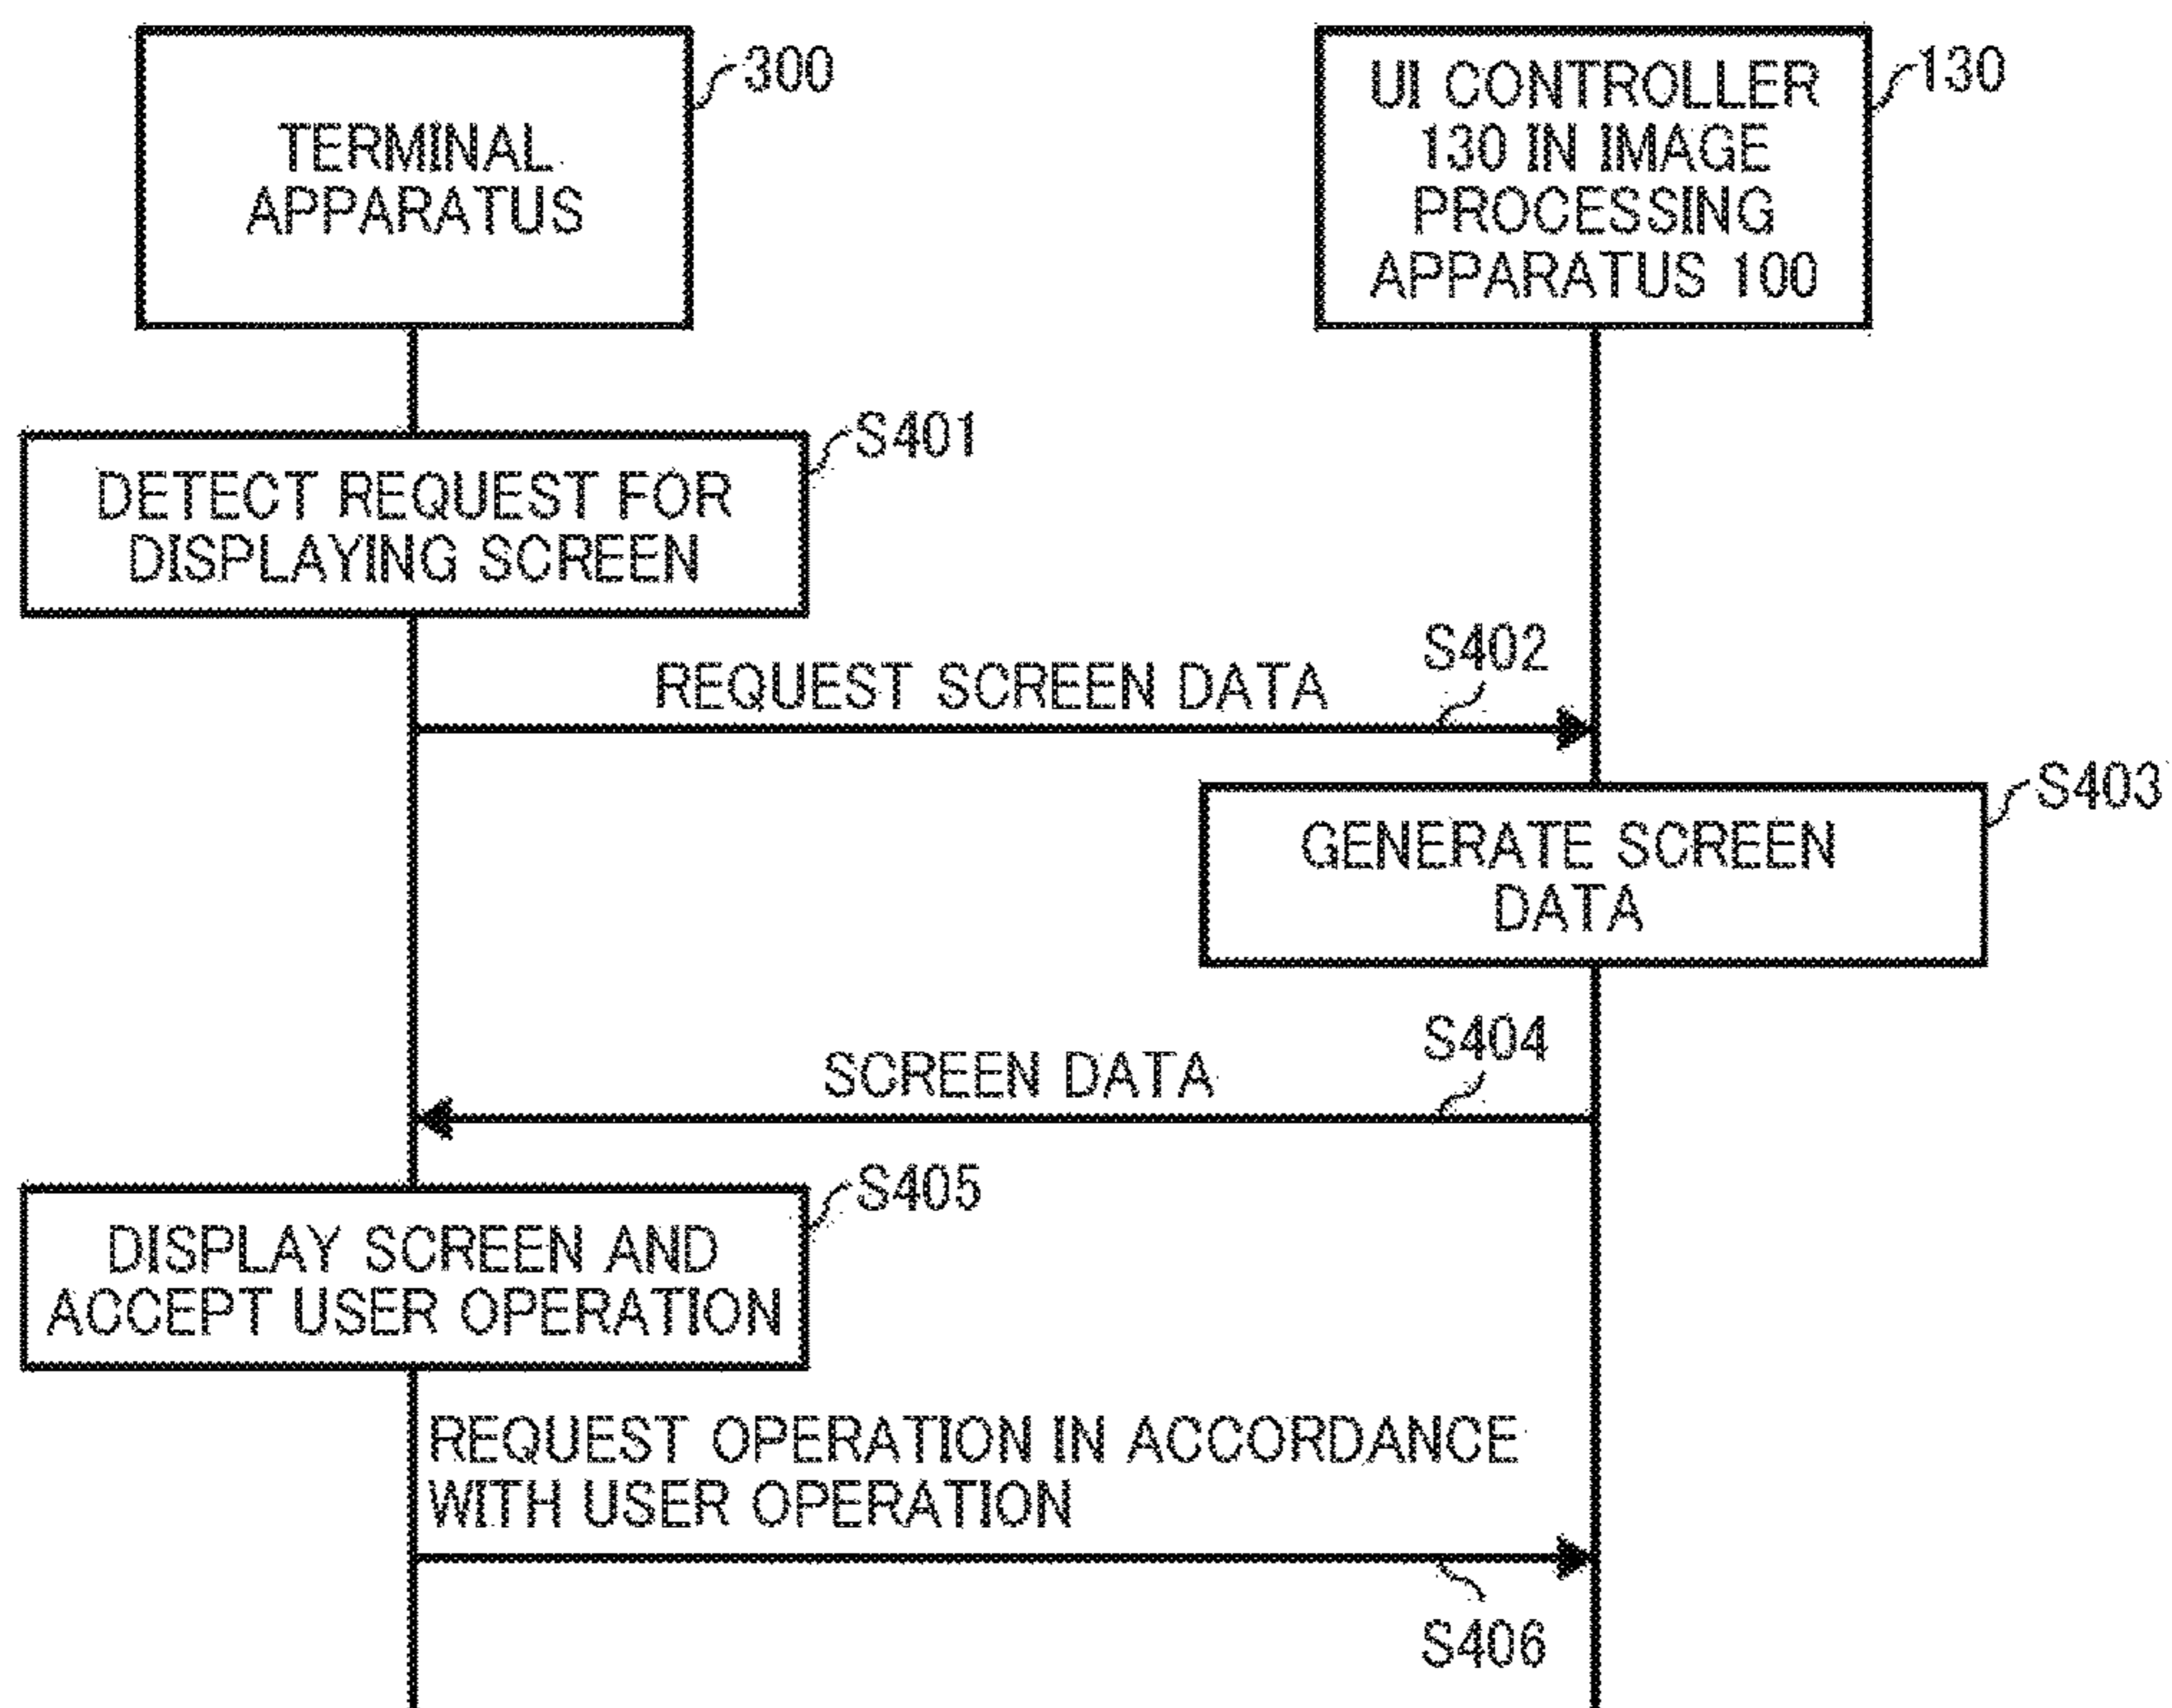 TERMINAL
APPARATUS
300
UI CONTROLLER
130 IN IMAGE
PROCESSING
APPARATUS 100
130
DETECT REQUEST FOR
DISPLAYING SCREEN
S401
REQUEST SCREEN DATA
S402
GENERATE SCREEN
DATA
S403
SCREEN DATA
S404
DISPLAY SCREEN AND
ACCEPT USER OPERATION
S405
REQUEST OPERATION IN ACCORDANCE
WITH USER OPERATION
S406